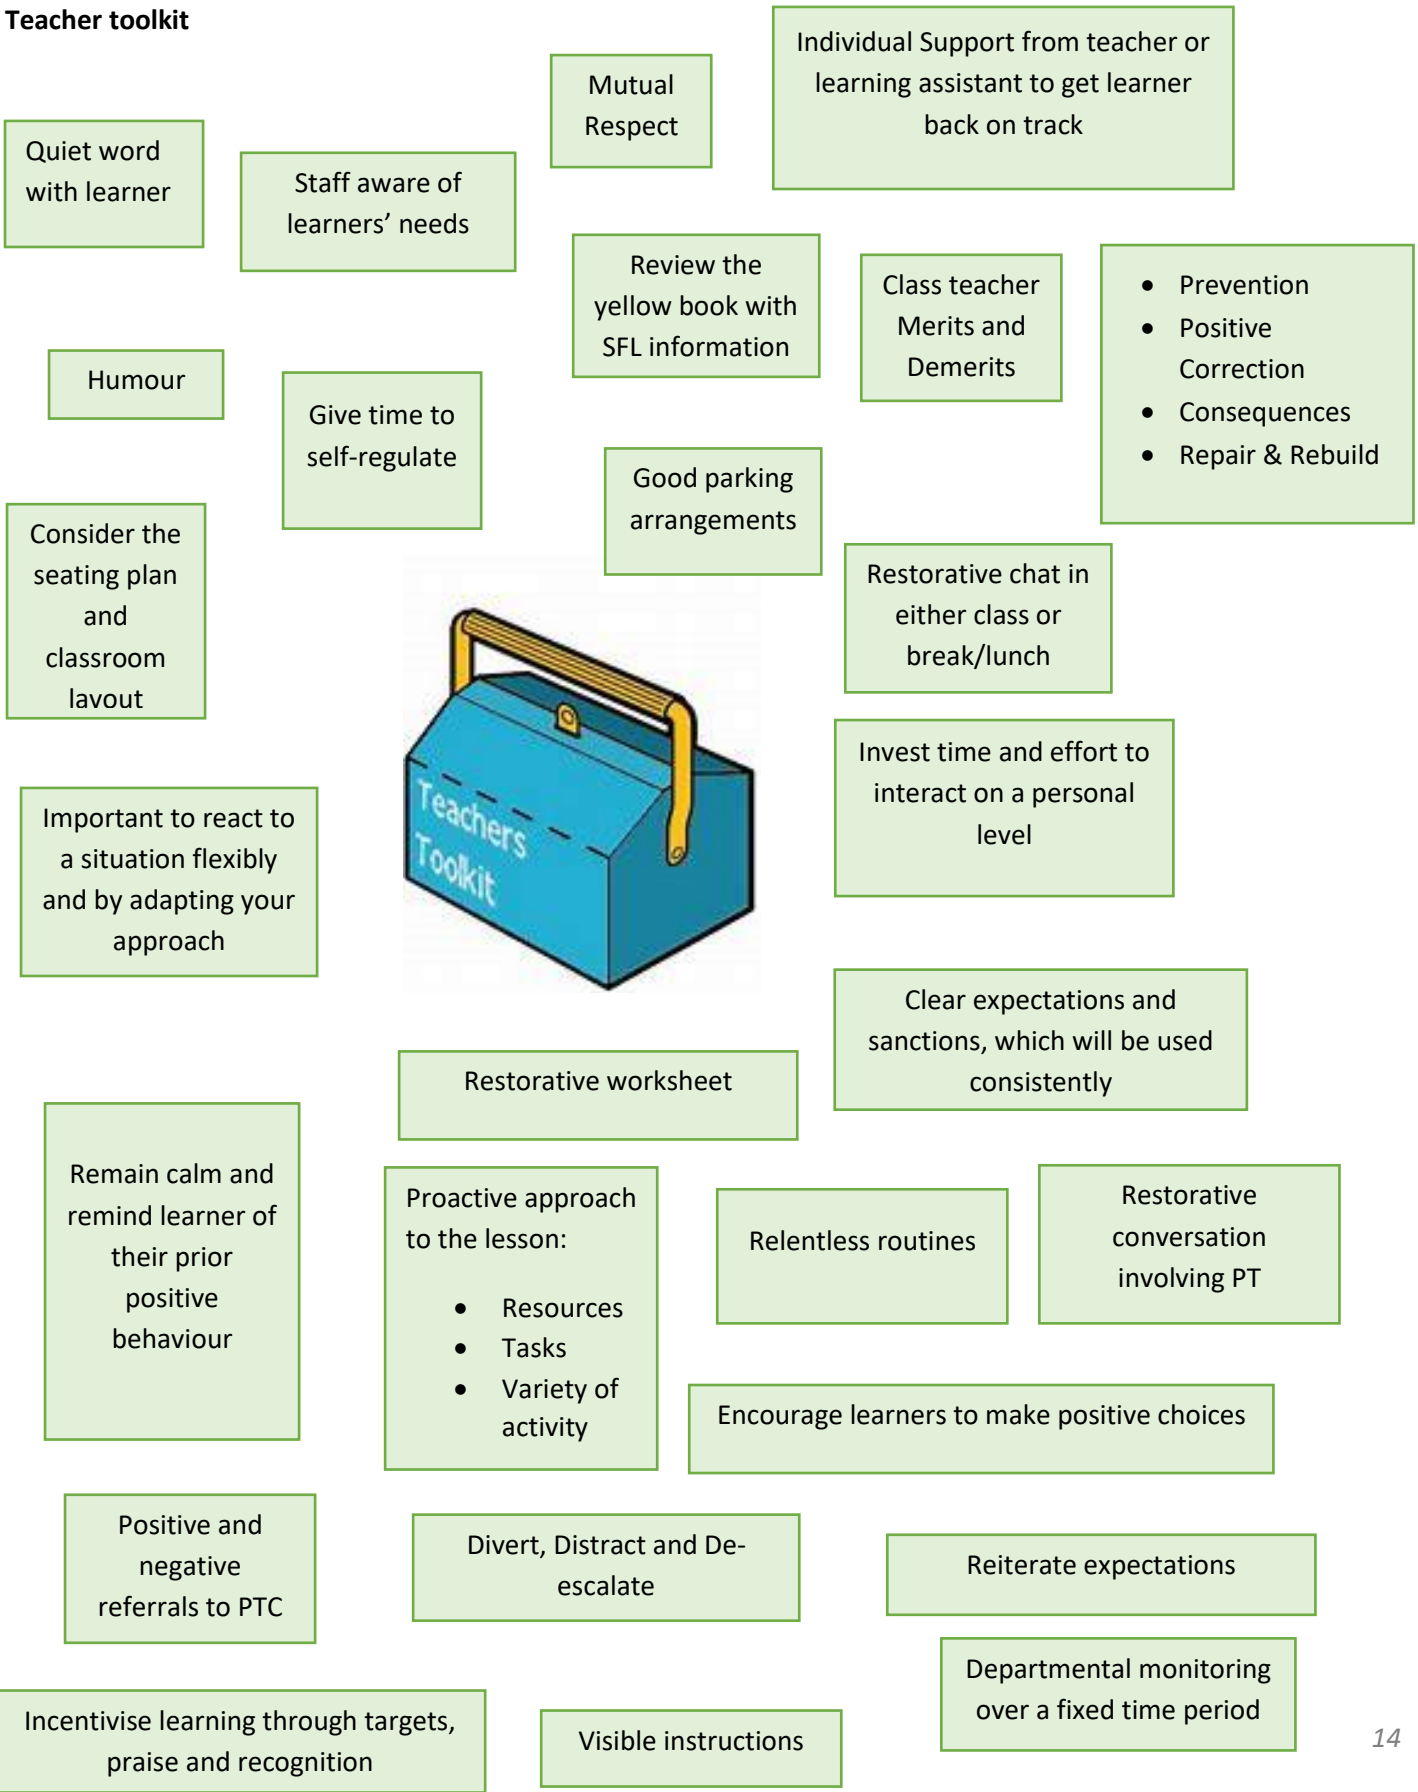 Teacher toolkit
Individual Support from teacher or
learning assistant to get learner
back on track
Mutual
Respect
Quiet word
with learner
Staff aware of
learners’ needs
Review the
yellow book with
SFL information
Class teacher
Merits and
Demerits
• Prevention
• Positive
Correction
• Consequences
• Repair & Rebuild
Humour
Give time to
self-regulate
Good parking
arrangements
Consider the
seating plan
and
classroom
layout
Restorative chat in
either class or
break/lunch
Teachers
Toolkit
Invest time and effort to
interact on a personal
level
Important to react to
a situation flexibly
and by adapting your
approach
Clear expectations and
sanctions, which will be used
consistently
Restorative worksheet
Remain calm and
remind learner of
their prior
positive
behaviour
Proactive approach
to the lesson:
• Resources
• Tasks
• Variety of
activity
Relentless routines
Restorative
conversation
involving PT
Encourage learners to make positive choices
Positive and
negative
referrals to PTC
Divert, Distract and De-
escalate
Reiterate expectations
Departmental monitoring
over a fixed time period
Incentivise learning through targets,
praise and recognition
Visible instructions
14